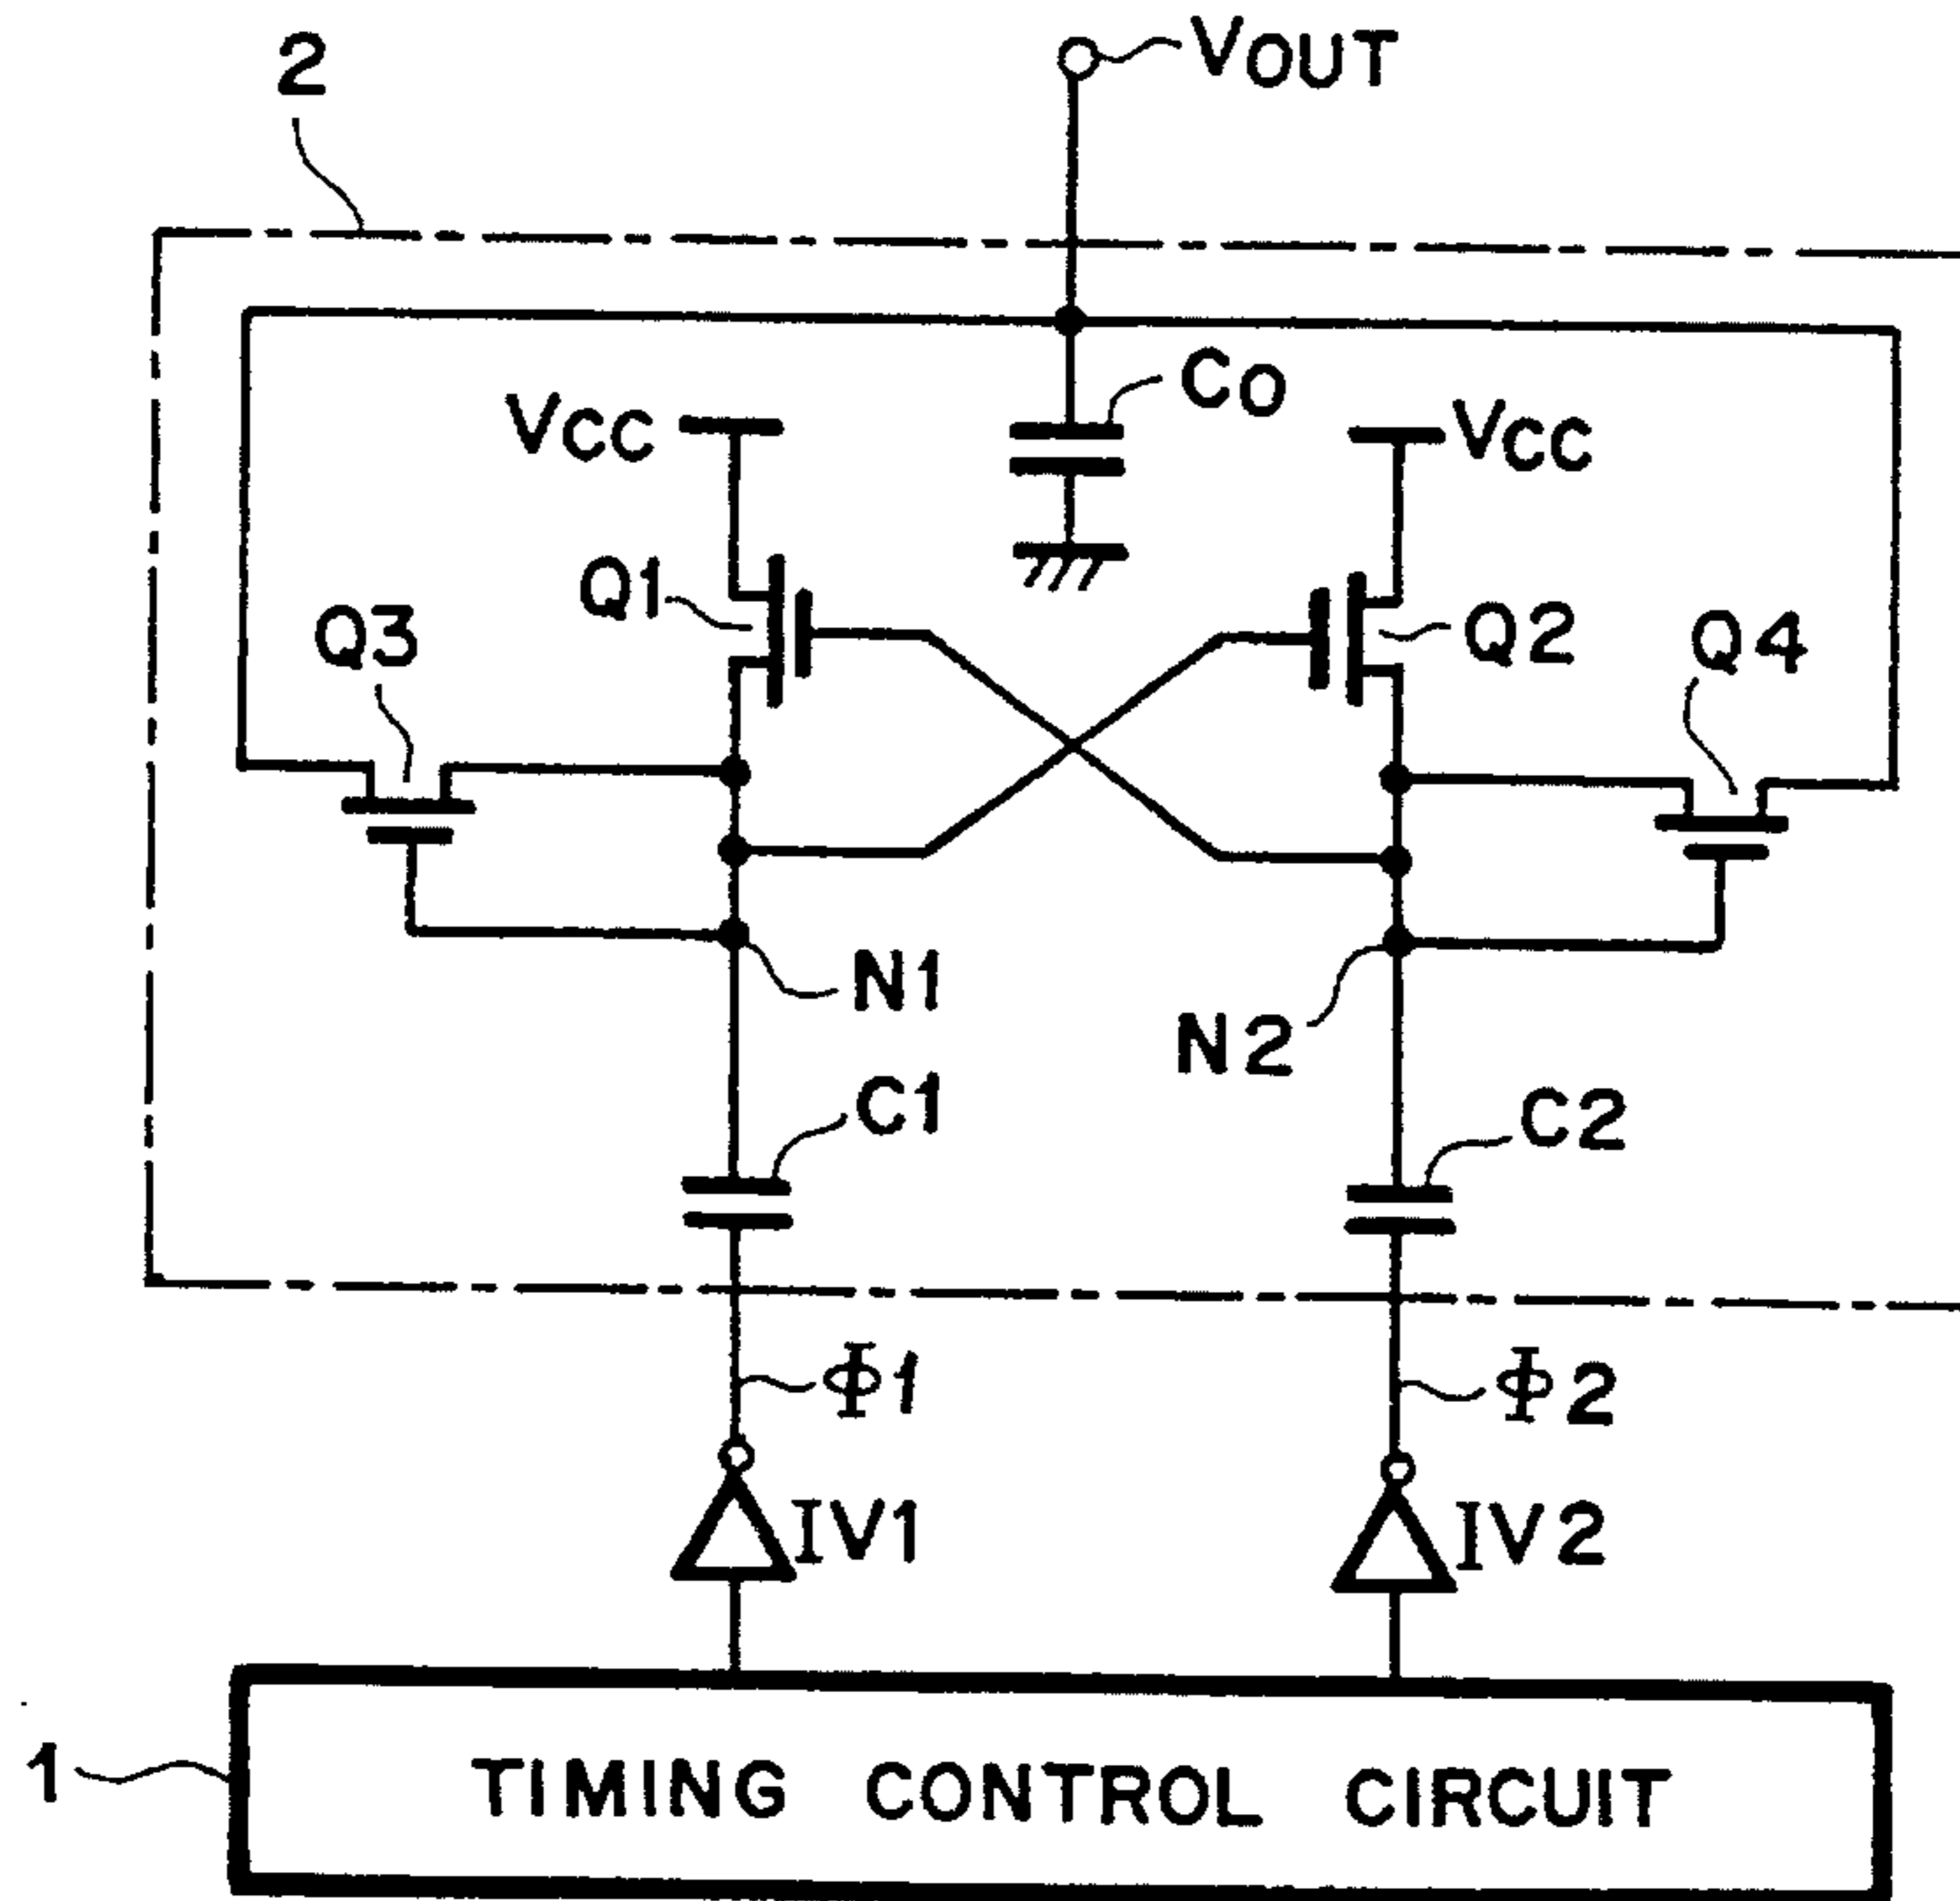 2
VOUT
VCC
CO
VCC
Q1
Q3
Q2
Q4
N1
N2
C1
C2
Φ1
Φ2
IV1
IV2
1
TIMING CONTROL CIRCUIT